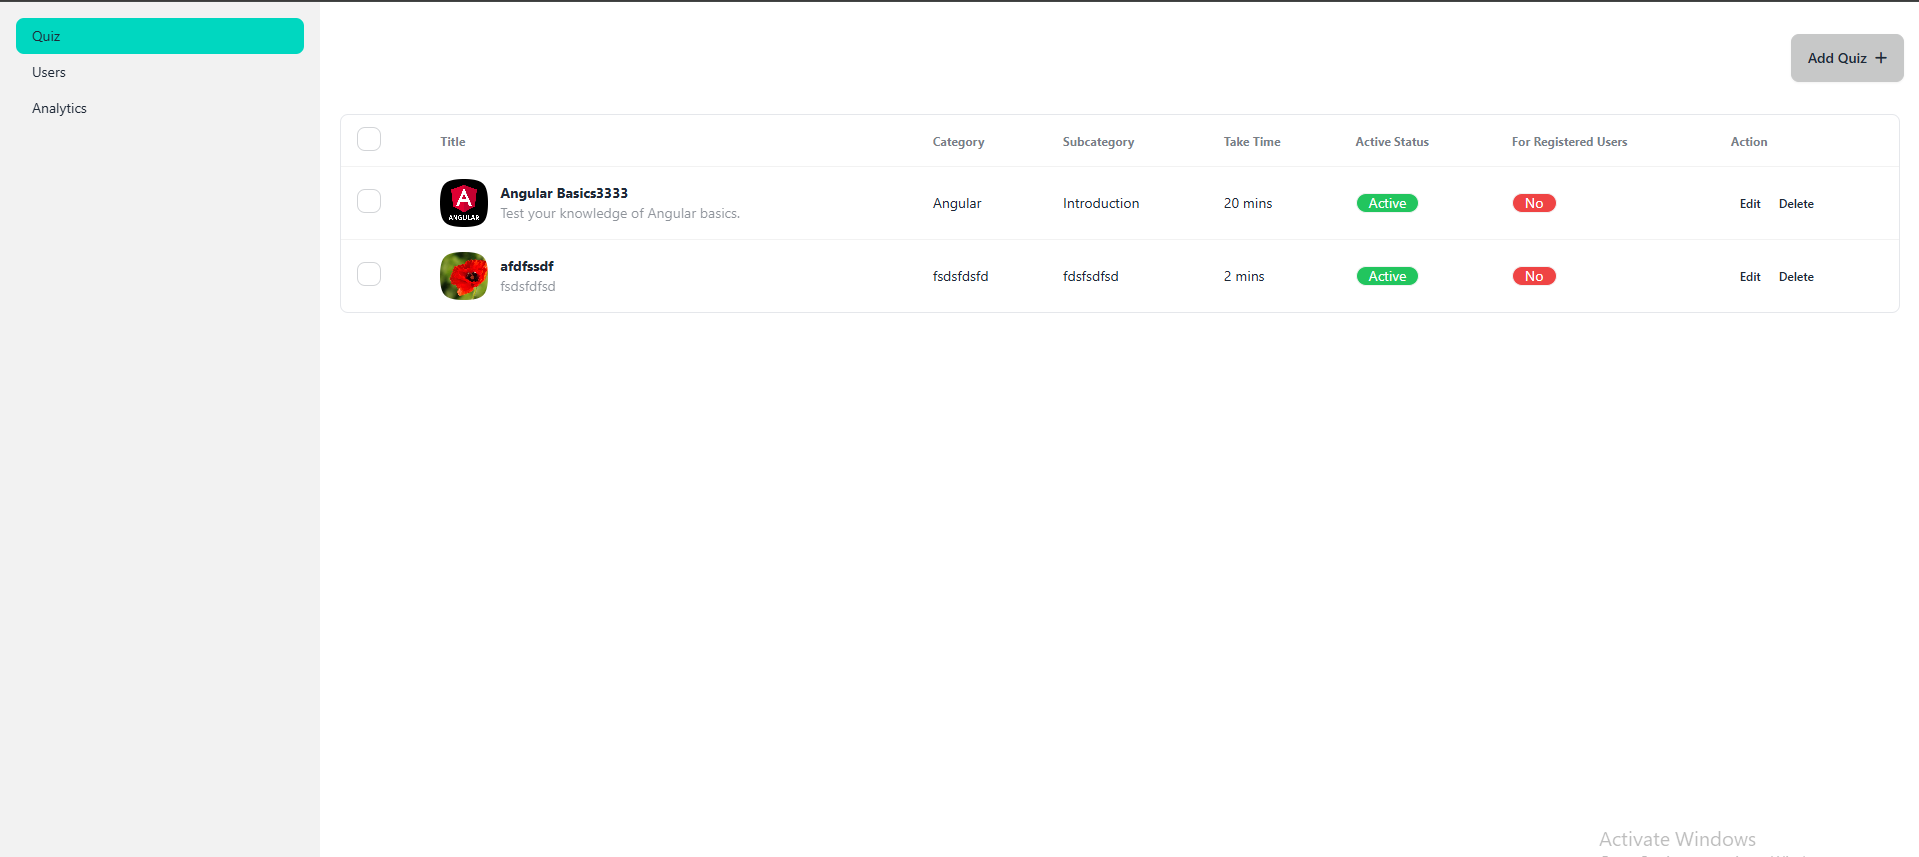 Quiz
Users
Analytics
Add Quiz +
Title Category Subcategory Take Time Active Status For Registered Users Action
ANGULAR
Angular Basics3333
Test your knowledge of Angular basics.
Angular Introduction 20 mins Active No Edit Delete
afdfssdf
fsdsfdfsd
fsdsfdsfd fdsfsdfsd 2 mins Active No Edit Delete
Activate Windows